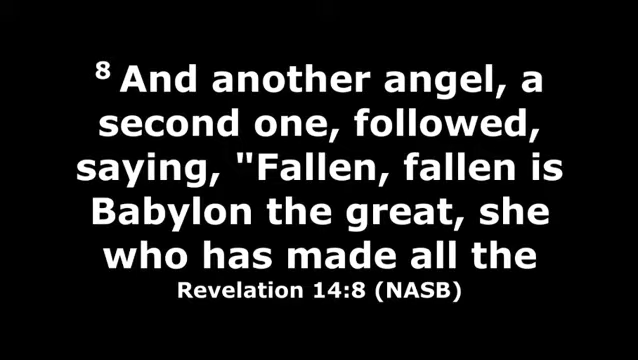 8 And another angel, a
second one, followed,
saying, "Fallen, fallen is
Babylon the great, she
who has made all the
Revelation 14:8 (NASB)